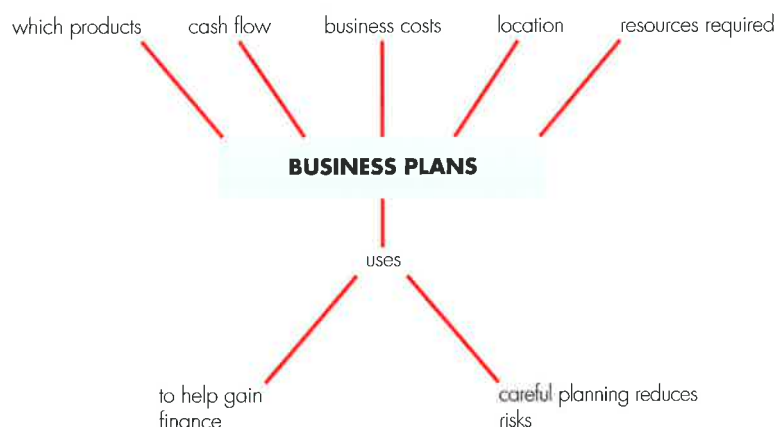 which products cash flow business costs location resources required
BUSINESS PLANS
uses
to help gain
finance
careful planning reduces
risks